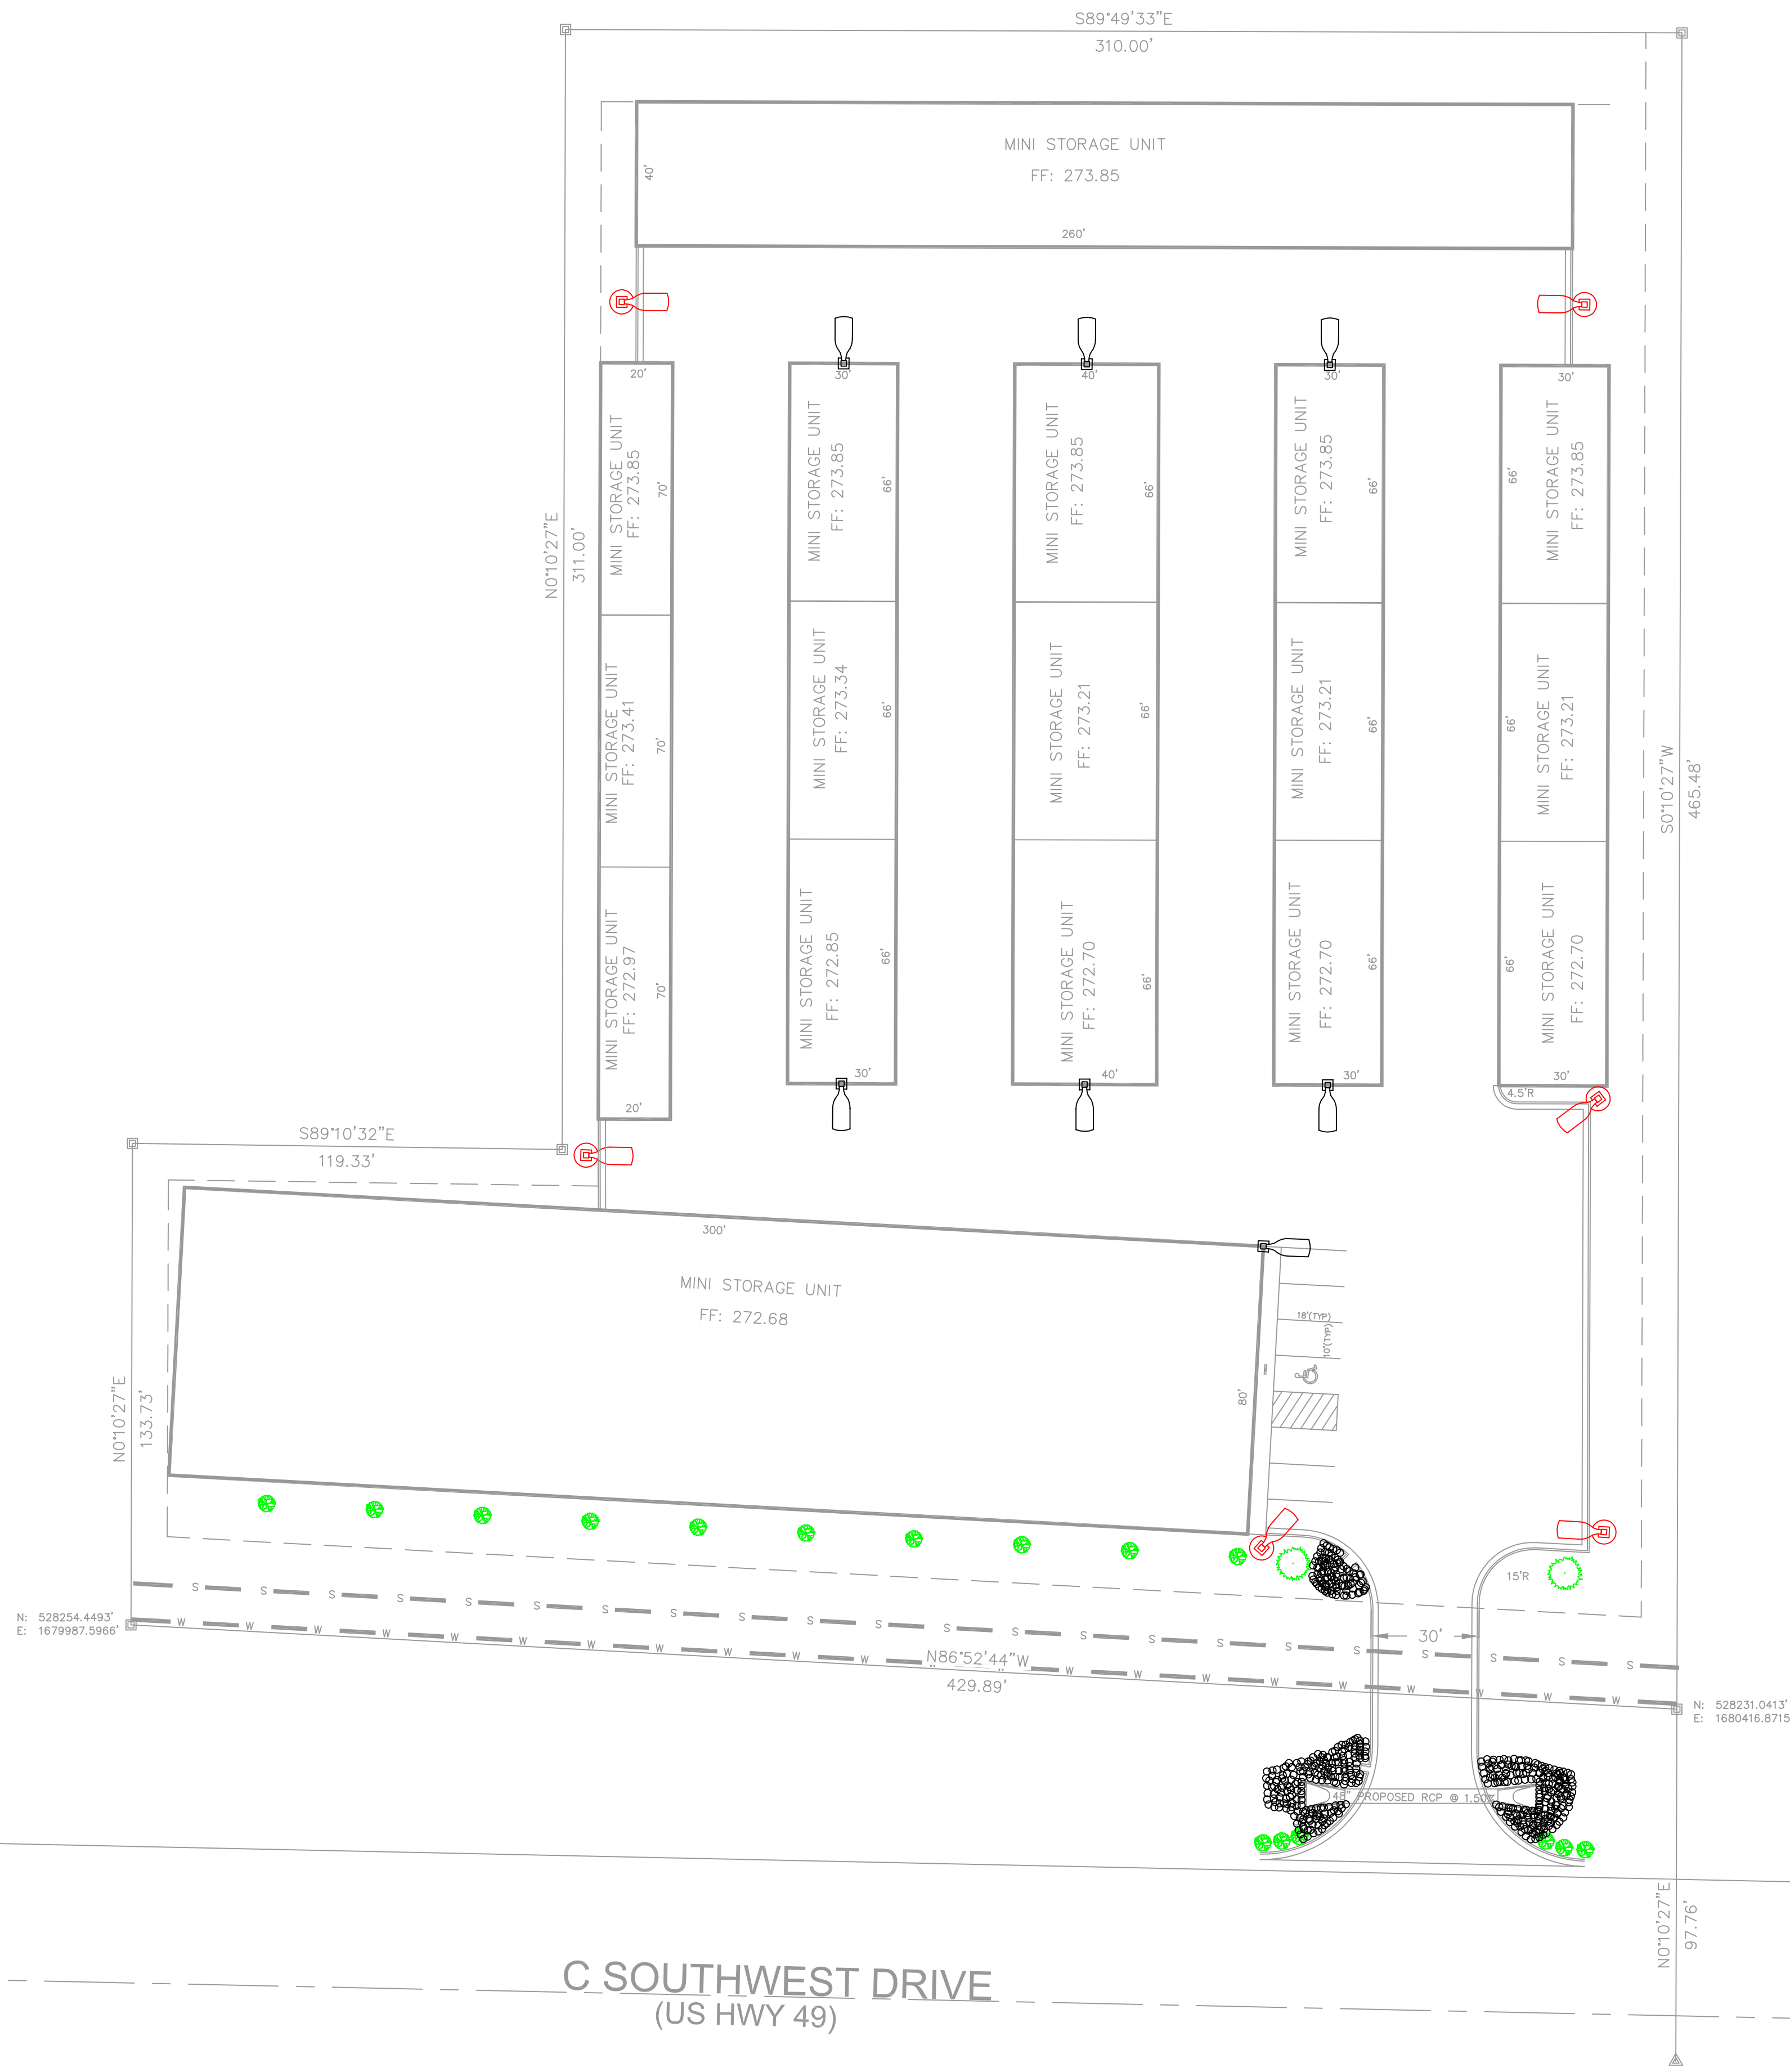 S89°49'33"E
310.00'
MINI STORAGE UNIT
FF: 273.85
40'
260'
20'
30'
40'
30'
30'
MINI STORAGE UNIT
FF: 273.85
70'
MINI STORAGE UNIT
FF: 273.85
66'
MINI STORAGE UNIT
FF: 273.85
66'
MINI STORAGE UNIT
FF: 273.85
66'
66'
MINI STORAGE UNIT
FF: 273.85
N0°10'27"E
311.00'
MINI STORAGE UNIT
FF: 273.41
70'
MINI STORAGE UNIT
FF: 273.34
66'
MINI STORAGE UNIT
FF: 273.21
66'
MINI STORAGE UNIT
FF: 273.21
66'
66'
MINI STORAGE UNIT
FF: 273.21
S0°10'27"W
465.48'
MINI STORAGE UNIT
FF: 272.97
70'
MINI STORAGE UNIT
FF: 272.85
66'
MINI STORAGE UNIT
FF: 272.70
66'
MINI STORAGE UNIT
FF: 272.70
66'
66'
MINI STORAGE UNIT
FF: 272.70
20'
30'
40'
30'
30'
4.5'R
S89°10'32"E
119.33'
300'
MINI STORAGE UNIT
FF: 272.68
80'
18'(TYP)
10'(TYP)
N0°10'27"E
133.73'
15'R
S S S S S S S S S S S S S S S S S S S S S S
N: 528254.4493'
E: 1679987.5966'
W W W W W W W W W W W W W W W W W W W W W W
30'
N86°52'44"W
429.89'
N: 528231.0413'
E: 1680416.8715
48" PROPOSED RCP @ 1.50%
N0°10'27"E
97.76'
C SOUTHWEST DRIVE
(US HWY 49)